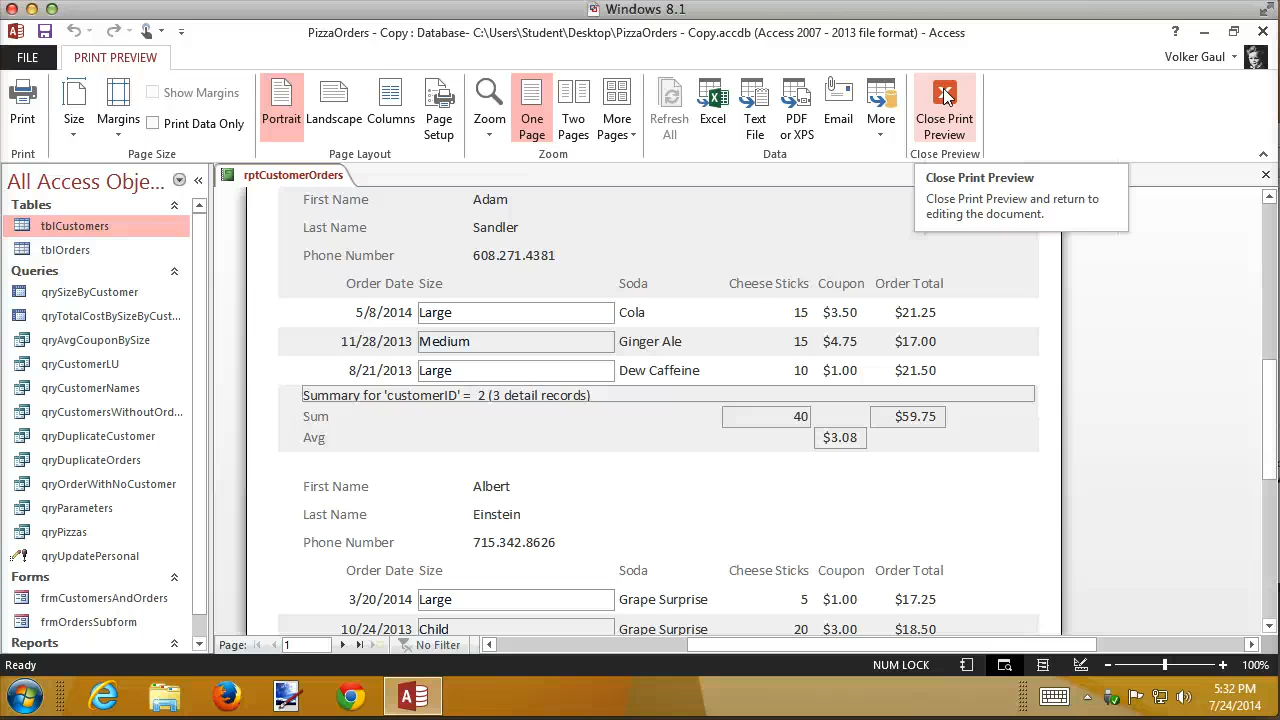 Windows 8.1
PizzaOrders - Copy : Database- C:\Users\Student\Desktop\PizzaOrders - Copy.accdb (Access 2007 - 2013 file format) - Access
FILE
PRINT PREVIEW
Volker Gaul
Print
Size
Margins
Show Margins
Print Data Only
Portrait
Landscape
Columns
Page Setup
Zoom
One Page
Two Pages
More Pages
Refresh All
Excel
Text File
PDF or XPS
Email
More
Close Print Preview
Print
Page Size
Page Layout
Zoom
Data
Close Preview
Close Print Preview
Close Print Preview and return to
editing the document.
All Access Obje...
Tables
tblCustomers
tblOrders
Queries
qrySizeByCustomer
qryTotalCostBySizeByCust...
qryAvgCouponBySize
qryCustomerLU
qryCustomerNames
qryCustomersWithoutOrd...
qryDuplicateCustomer
qryDuplicateOrders
qryOrderWithNoCustomer
qryParameters
qryPizzas
qryUpdatePersonal
Forms
frmCustomersAndOrders
frmOrdersSubform
Reports
rptCustomerOrders
First Name Adam
Last Name Sandler
Phone Number 608.271.4381
Order Date Size Soda Cheese Sticks Coupon Order Total
5/8/2014 Large Cola 15 $3.50 $21.25
11/28/2013 Medium Ginger Ale 15 $4.75 $17.00
8/21/2013 Large Dew Caffeine 10 $1.00 $21.50
Summary for 'customerID' = 2 (3 detail records)
Sum 40 $59.75
Avg $3.08
First Name Albert
Last Name Einstein
Phone Number 715.342.8626
Order Date Size Soda Cheese Sticks Coupon Order Total
3/20/2014 Large Grape Surprise 5 $1.00 $17.25
10/24/2013 Child Grape Surprise 20 $3.00 $18.50
Page: 1 No Filter
Ready
NUM LOCK
100%
5:32 PM
7/24/2014